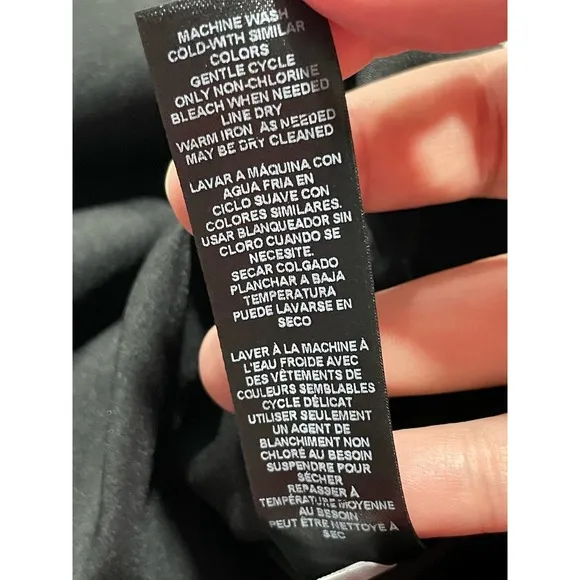 MACHINE WASH
COLD-WITH SIMILAR
COLORS
GENTLE CYCLE
ONLY NON-CHLORINE
BLEACH WHEN NEEDED
LINE DRY
WARM IRON AS NEEDED
MAY BE DRY CLEANED
LAVAR A MÁQUINA CON
AGUA FRIA EN
CICLO SUAVE CON
COLORES SIMILARES.
USAR BLANQUEADOR SIN
CLORO CUANDO SE
NECESITE.
SECAR COLGADO
PLANCHAR A BAJA
TEMPERATURA
PUEDE LAVARSE EN
SECO
LAVER À LA MACHINE À
L'EAU FROIDE AVEC
DES VÊTEMENTS DE
COULEURS SEMBLABLES
CYCLE DÉLICAT
UTILISER SEULEMENT
UN AGENT DE
BLANCHIMENT NON
CHLORÉ AU BESOIN
SUSPENDRE POUR
SÉCHER
REPASSER À
TEMPÉRATURE MOYENNE
AU BESOIN
PEUT ÊTRE NETTOYÉ À
SEC